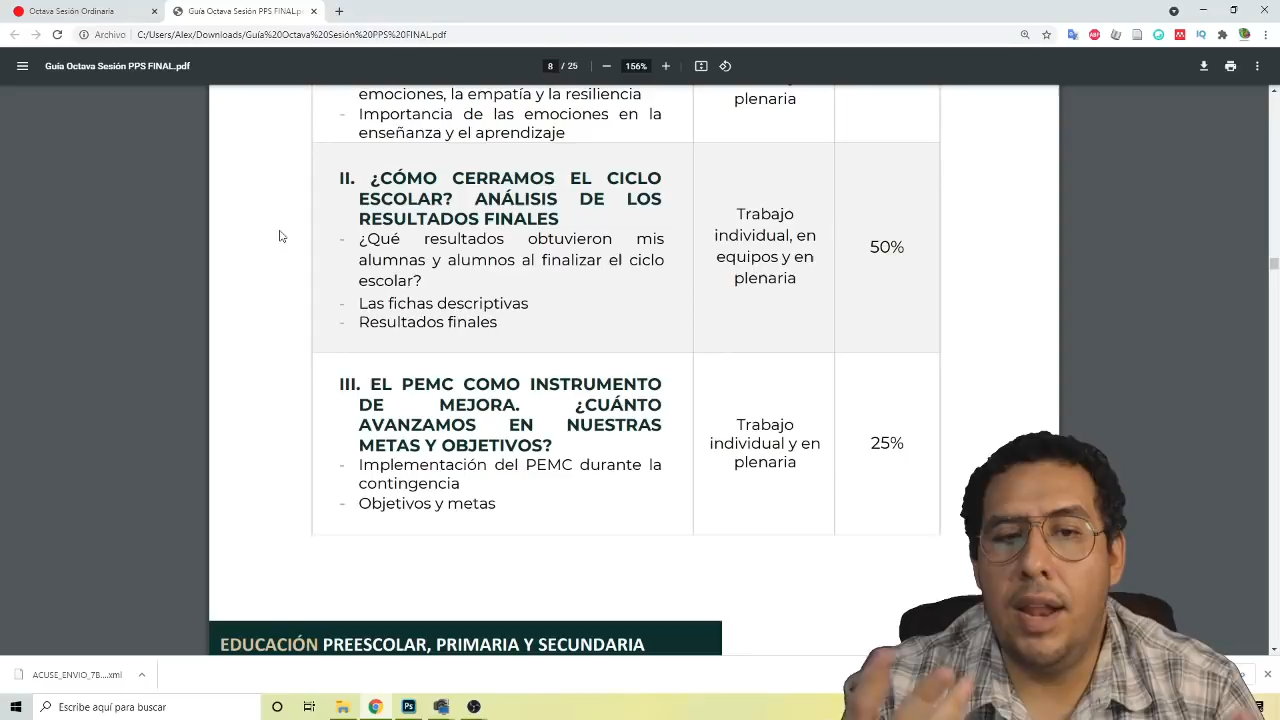 Octava Sesión Ordinaria
Guía Octava Sesión PPS FINAL.p
Archivo
C:/Users/Alex/Downloads/Guía%20Octava%20Sesión%20PPS%20FINAL.pdf
Guía Octava Sesión PPS FINAL.pdf
8 / 25
156%
emociones, la empatía y la resiliencia
- Importancia de las emociones en la
enseñanza y el aprendizaje
plenaria
II. ¿CÓMO CERRAMOS EL CICLO
ESCOLAR? ANÁLISIS DE LOS
RESULTADOS FINALES
- ¿Qué resultados obtuvieron mis
alumnas y alumnos al finalizar el ciclo
escolar?
- Las fichas descriptivas
- Resultados finales
Trabajo
individual, en
equipos y en
plenaria
50%
III. EL PEMC COMO INSTRUMENTO
DE MEJORA. ¿CUÁNTO
AVANZAMOS EN NUESTRAS
METAS Y OBJETIVOS?
- Implementación del PEMC durante la
contingencia
- Objetivos y metas
Trabajo
individual y en
plenaria
25%
EDUCACIÓN PREESCOLAR, PRIMARIA Y SECUNDARIA
ACUSE_ENVIO_7B....xml
Escribe aquí para buscar